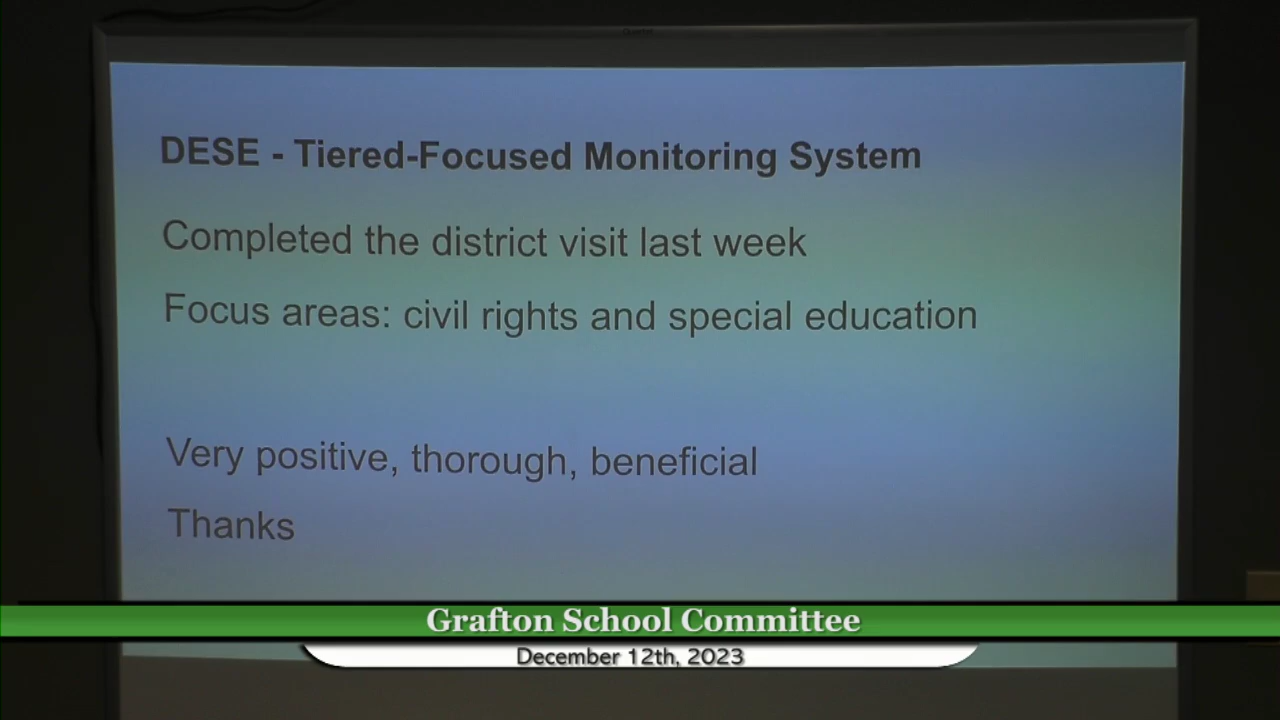 DESE - Tiered-Focused Monitoring System
Completed the district visit last week
Focus areas: civil rights and special education
Very positive, thorough, beneficial
Thanks
Grafton School Committee
December 12th, 2023